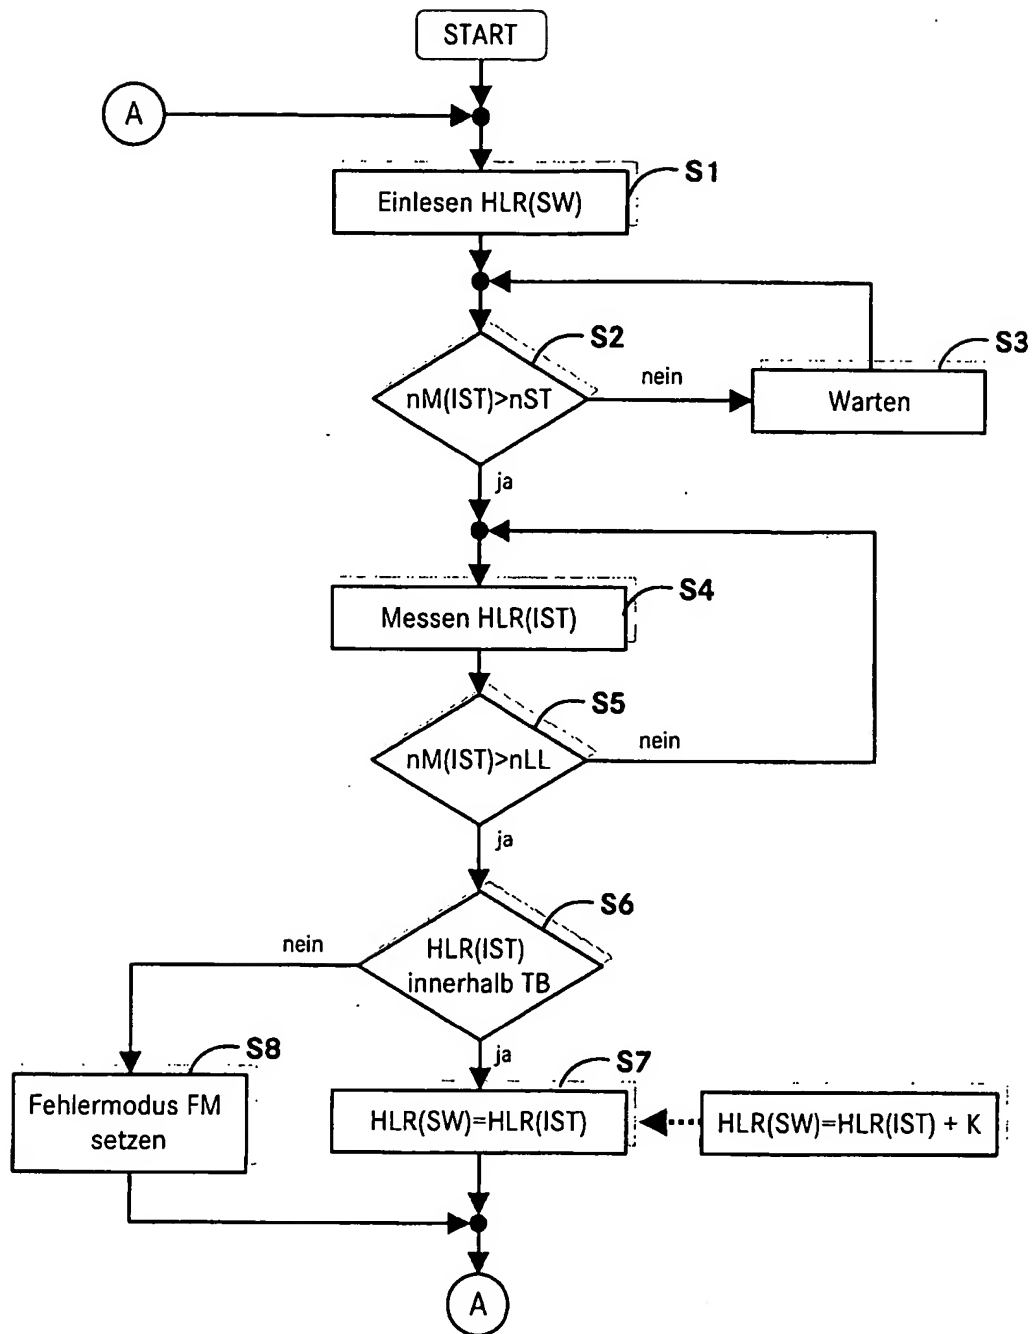 START
A
S1
Einlesen HLR(SW)
S2
nM(IST)>nST
nein
S3
Warten
ja
S4
Messen HLR(IST)
S5
nM(IST)>nLL
nein
ja
S6
HLR(IST)
innerhalb TB
nein
ja
S8
Fehlermodus FM
setzen
S7
HLR(SW)=HLR(IST)
HLR(SW)=HLR(IST) + K
A